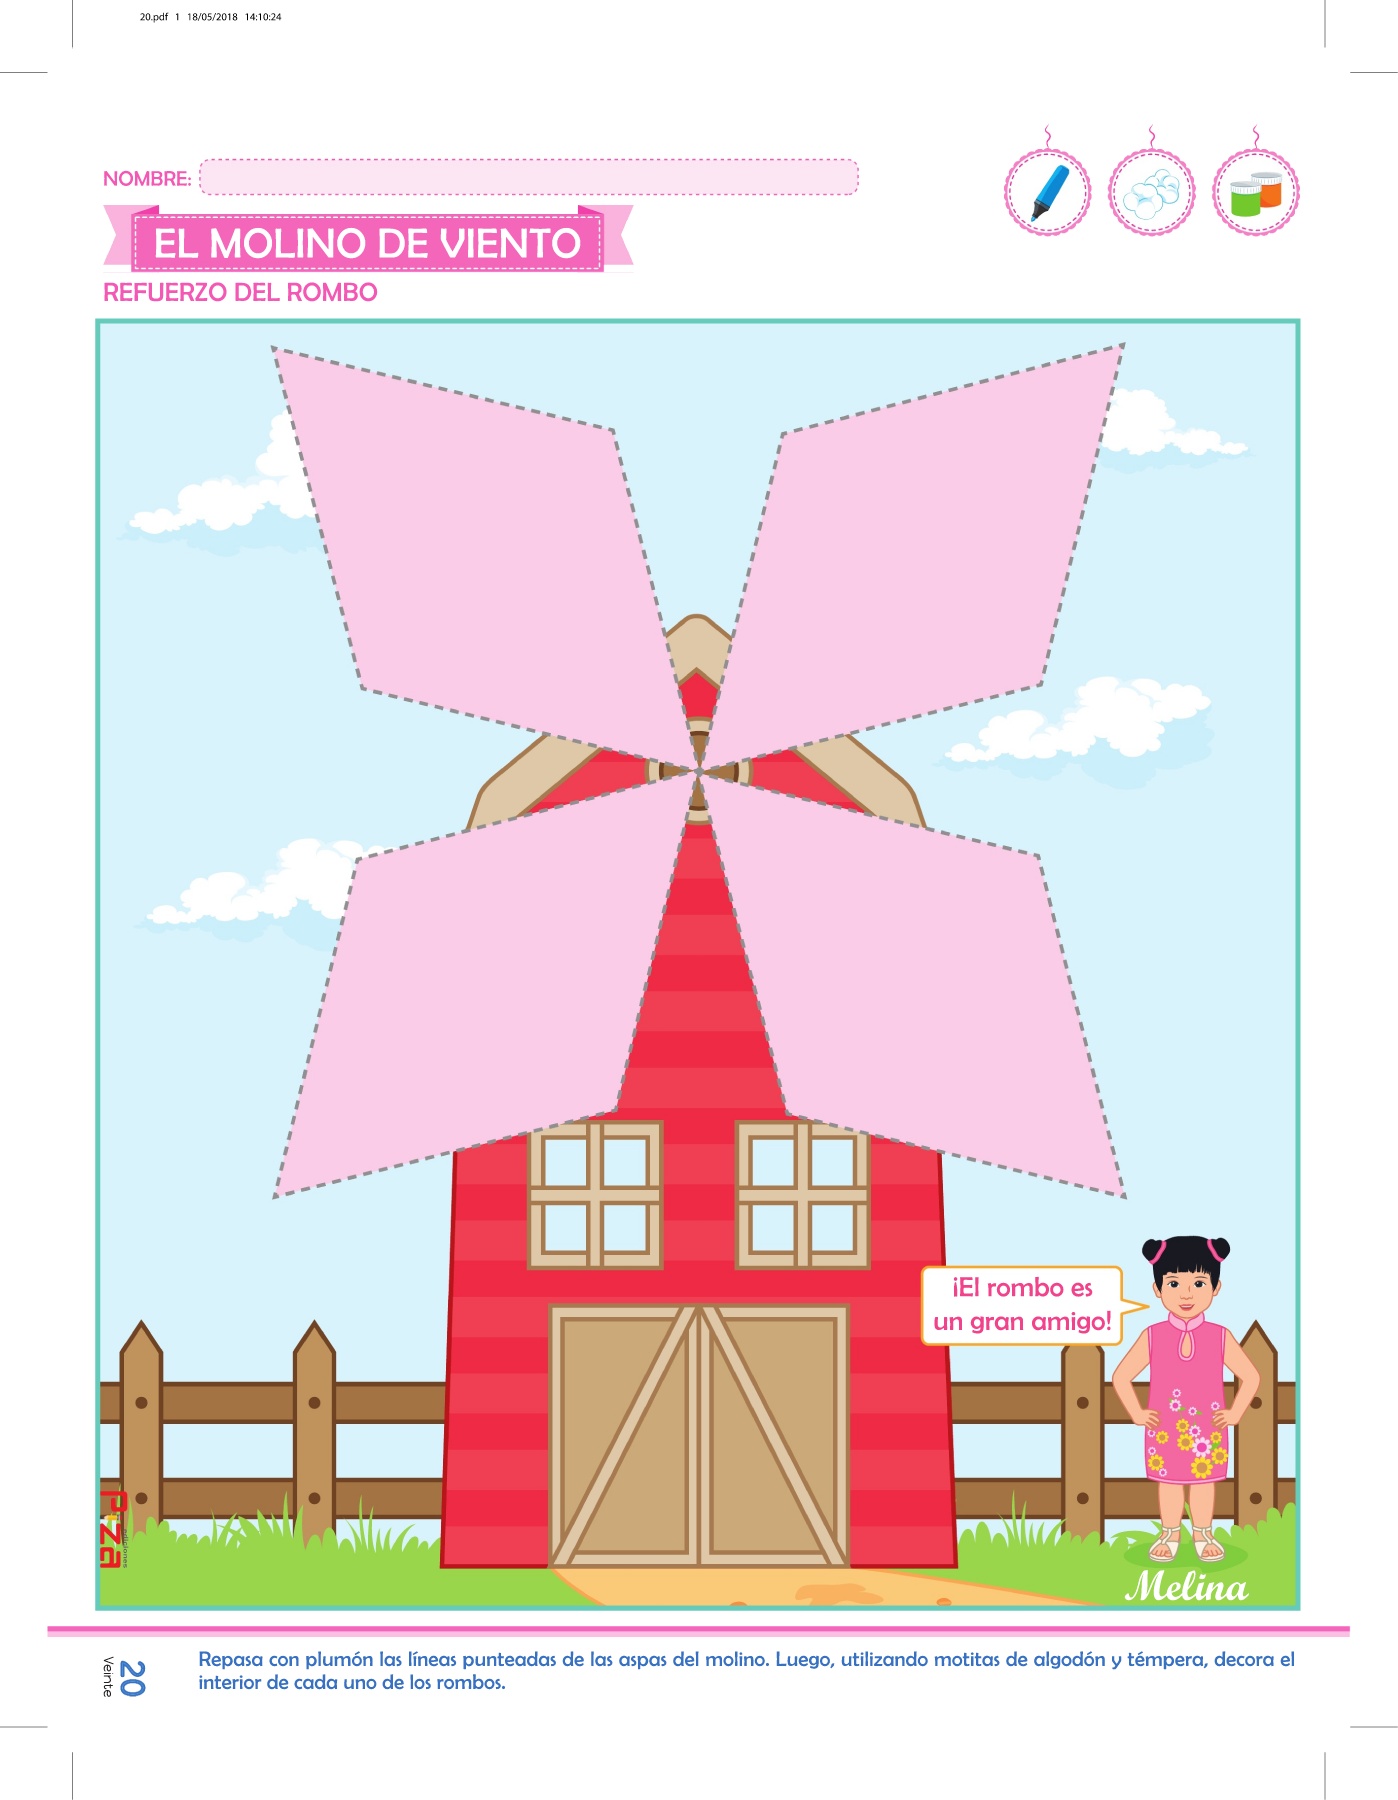 20.pdf 1 18/05/2018 14:10:24
NOMBRE:
EL MOLINO DE VIENTO
REFUERZO DEL ROMBO
¡El rombo es
un gran amigo!
Melina
P+za
ediciones
20
Veinte
Repasa con plumón las líneas punteadas de las aspas del molino. Luego, utilizando motitas de algodón y témpera, decora el
interior de cada uno de los rombos.